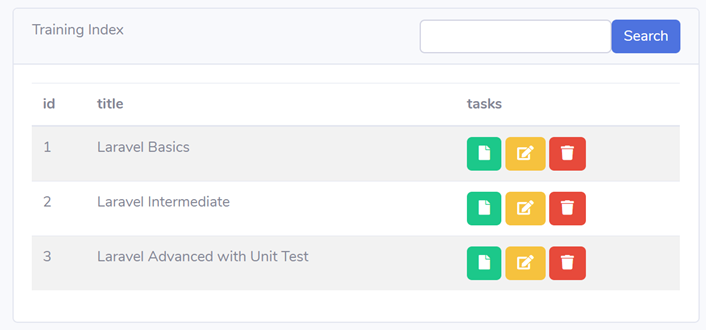 Training Index
Search
id title tasks
1 Laravel Basics
2 Laravel Intermediate
3 Laravel Advanced with Unit Test